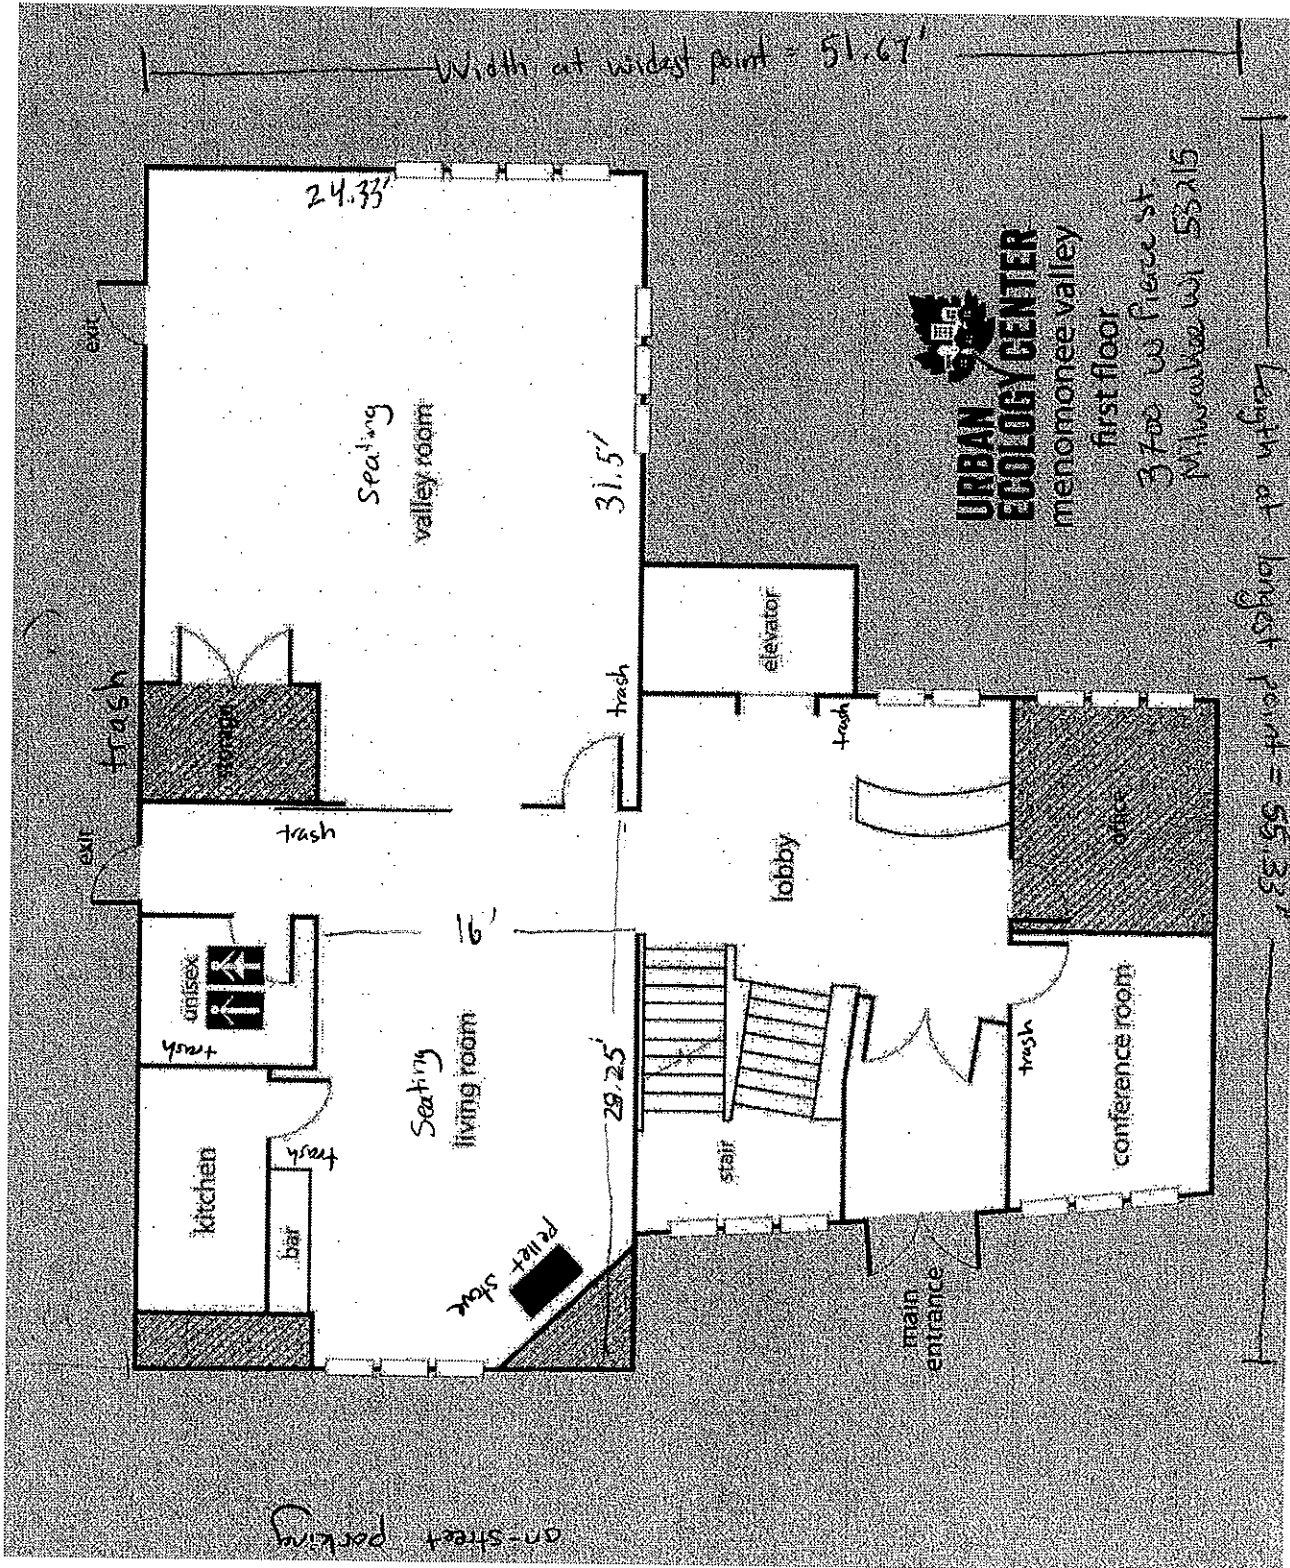 Width at widest point = 51.67'
24.33'
exit
Seating
valley room
31.5'
trash
storage
trash
elevator
exit
trash
trash
lobby
office
16'
unisex
trash
Seating
living room
29.25'
kitchen
trash
bar
pellet
stove
stair
trash
conference room
main
entrance
on-street parking
URBAN
ECOLOGY CENTER
menomonee valley
first floor
3700 W Pierce St.
Milwaukee WI 53215
Length at longest point = 55.33'